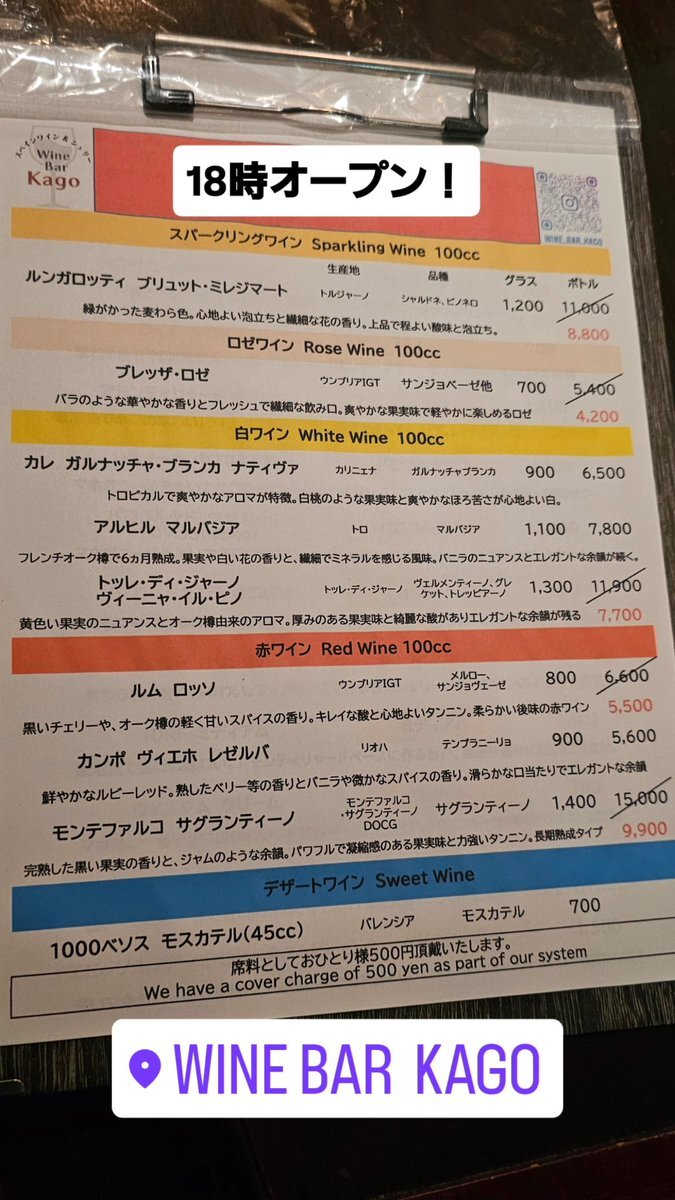 スペインワイン & シェリー
Wine
Bar
Kago
18時オープン！
WINE_BAR_KAGO
スパークリングワイン Sparkling Wine 100cc
生産地 品種 グラス ボトル
ルンガロッティ ブリュット・ミレジマート トルジャーノ シャルドネ、ピノネロ 1,200 11,000
緑がかった麦わら色。心地よい泡立ちと繊細な花の香り。上品で程よい酸味と泡立ち。 8,800
ロゼワイン Rose Wine 100cc
ブレッザ・ロゼ ウンブリアIGT サンジョベーゼ他 700 5,400
バラのような華やかな香りとフレッシュで繊細な飲み口。爽やかな果実味で軽やかに楽しめるロゼ 4,200
白ワイン White Wine 100cc
カレ ガルナッチャ・ブランカ ナティヴァ カリニェナ ガルナッチャブランカ 900 6,500
トロピカルで爽やかなアロマが特徴。白桃のような果実味と爽やかなほろ苦さが心地よい白。
アルヒル マルバジア トロ マルバジア 1,100 7,800
フレンチオーク樽で6ヵ月熟成。果実や白い花の香りと、繊細でミネラルを感じる風味。バニラのニュアンスとエレガントな余韻が続く。
トッレ・ディ・ジャーノ
ヴィーニャ・イル・ピノ トッレ・ディ・ジャーノ ヴェルメンティーノ、グレ
ケット、トレッビアーノ 1,300 11,900
黄色い果実のニュアンスとオーク樽由来のアロマ。厚みのある果実味と綺麗な酸がありエレガントな余韻が残る 7,700
赤ワイン Red Wine 100cc
ルム ロッソ ウンブリアIGT メルロー、
サンジョヴェーゼ 800 6,600
黒いチェリーや、オーク樽の軽く甘いスパイスの香り。キレイな酸と心地よいタンニン。柔らかい後味の赤ワイン 5,500
カンポ ヴィエホ レゼルバ リオハ テンプラニーリョ 900 5,600
鮮やかなルビーレッド。熟したベリー等の香りとバニラや微かなスパイスの香り。滑らかな口当たりでエレガントな余韻
モンテファルコ サグランティーノ モンテファルコ
・サグランティーノ
DOCG サグランティーノ 1,400 15,000
完熟した黒い果実の香りと、ジャムのような余韻。パワフルで凝縮感のある果実味と力強いタンニン。長期熟成タイプ 9,900
デザートワイン Sweet Wine
1000ベソス モスカテル(45cc) バレンシア モスカテル 700
席料としておひとり様500円頂戴いたします。
We have a cover charge of 500 yen as part of our system
WINE BAR KAGO